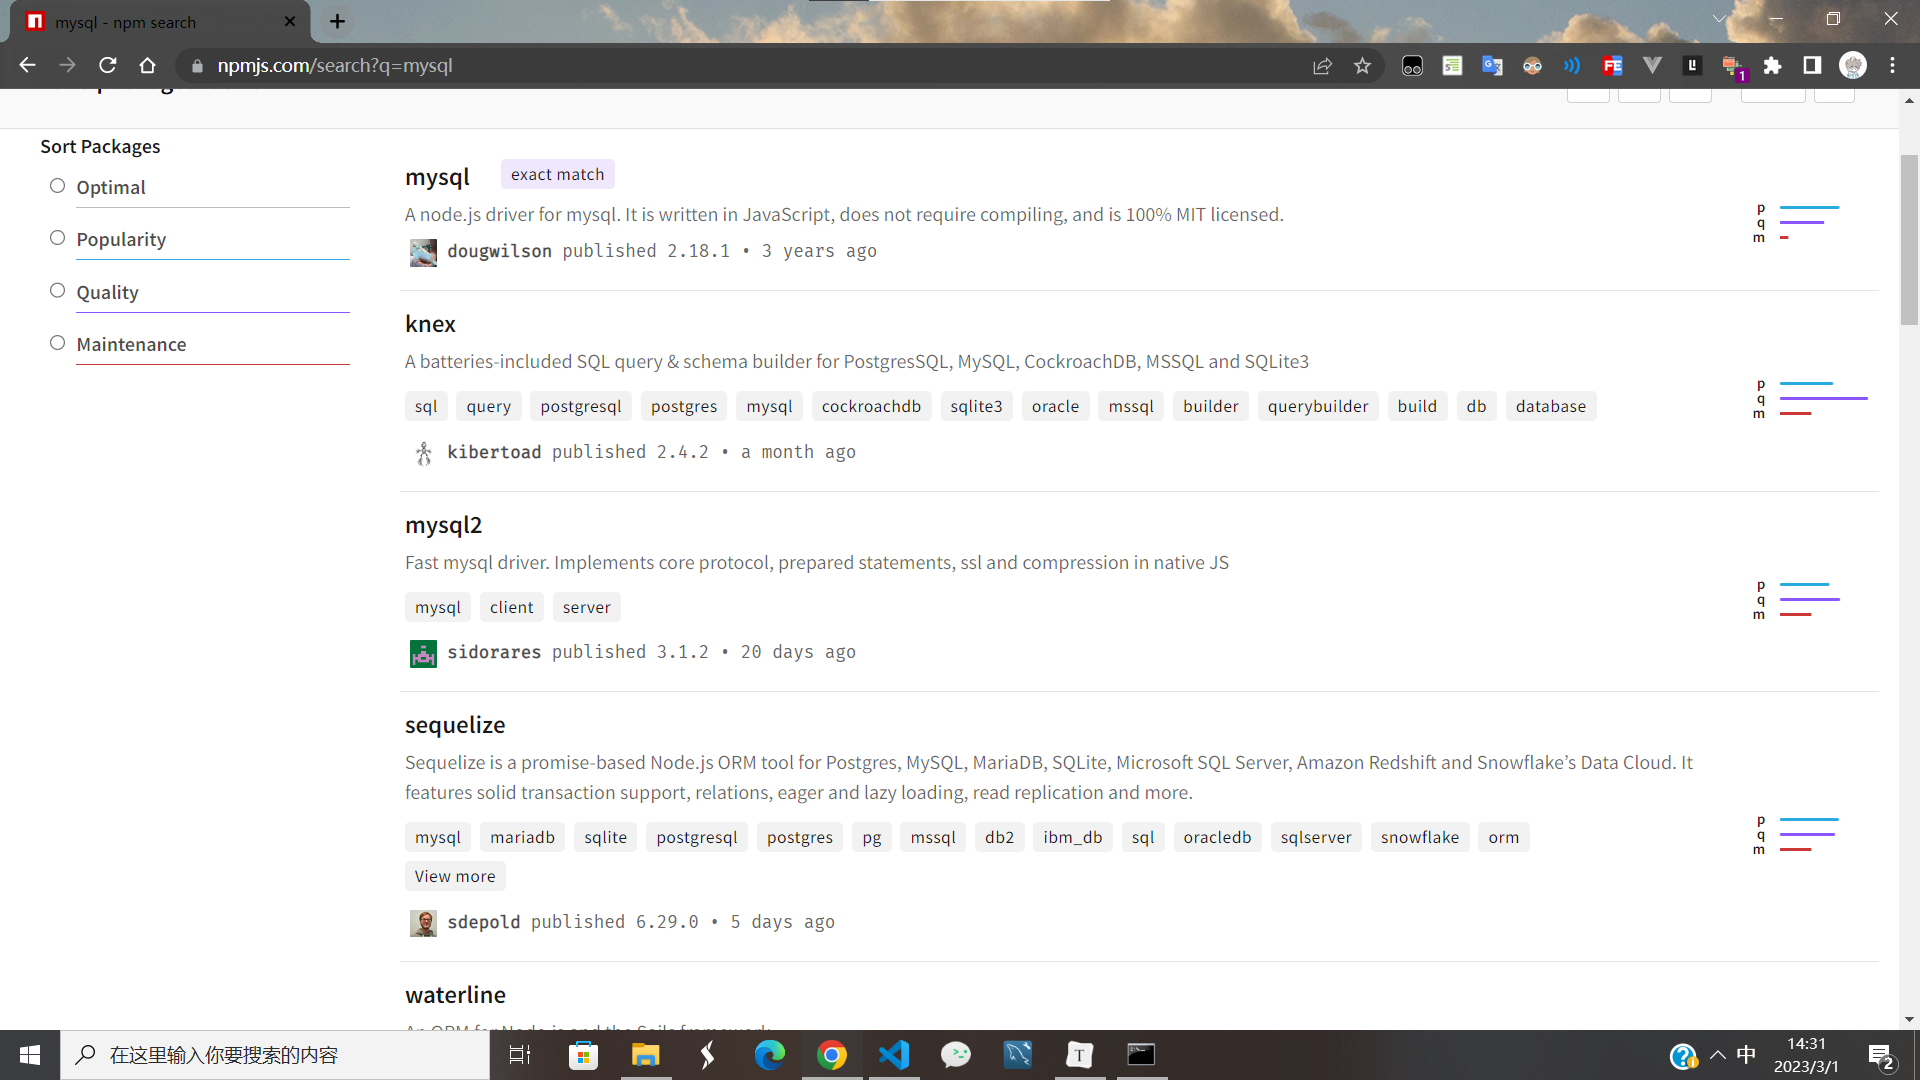 mysql - npm search
npmjs.com/search?q=mysql
Sort Packages
Optimal
Popularity
Quality
Maintenance
mysql exact match
A node.js driver for mysql. It is written in JavaScript, does not require compiling, and is 100% MIT licensed.
dougwilson published 2.18.1 • 3 years ago
p
q
m
knex
A batteries-included SQL query & schema builder for PostgresSQL, MySQL, CockroachDB, MSSQL and SQLite3
sql query postgresql postgres mysql cockroachdb sqlite3 oracle mssql builder querybuilder build db database
kibertoad published 2.4.2 • a month ago
p
q
m
mysql2
Fast mysql driver. Implements core protocol, prepared statements, ssl and compression in native JS
mysql client server
sidorares published 3.1.2 • 20 days ago
p
q
m
sequelize
Sequelize is a promise-based Node.js ORM tool for Postgres, MySQL, MariaDB, SQLite, Microsoft SQL Server, Amazon Redshift and Snowflake’s Data Cloud. It
features solid transaction support, relations, eager and lazy loading, read replication and more.
mysql mariadb sqlite postgresql postgres pg mssql db2 ibm_db sql oracledb sqlserver snowflake orm
View more
sdepold published 6.29.0 • 5 days ago
p
q
m
waterline
An ORM for Node.js and the Sails framework
在这里输入你要搜索的内容
中
14:31
2023/3/1
2